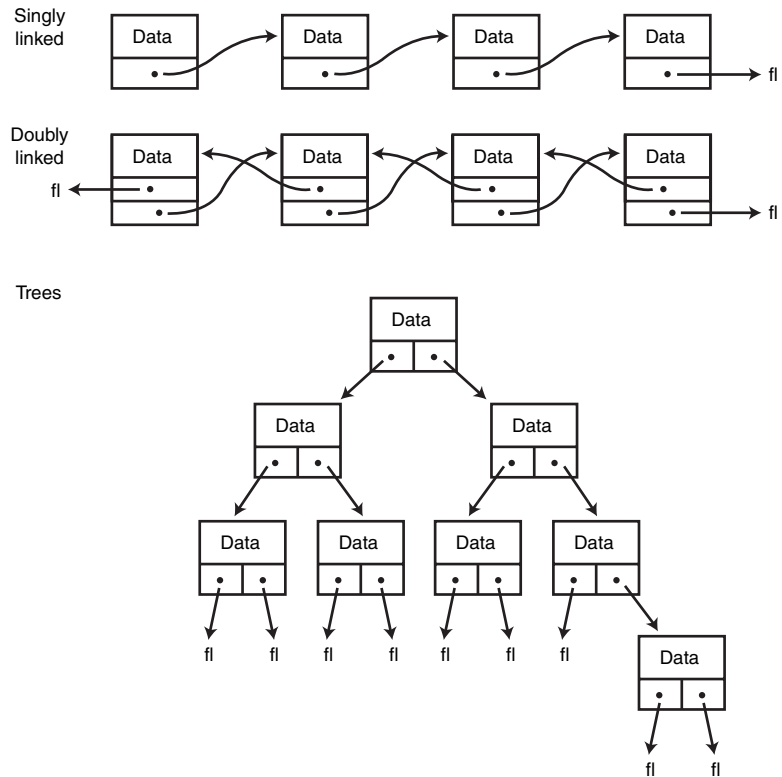 Singly
linked
Data Data Data Data
fl
Doubly
linked
Data Data Data Data
fl
fl
Trees
Data
Data Data
Data Data Data Data
fl fl fl fl fl fl fl
Data
fl fl